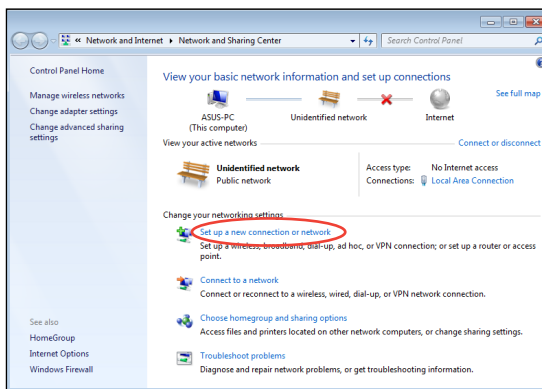 « Network and Internet ▸ Network and Sharing Center
Search Control Panel
Control Panel Home
Manage wireless networks
Change adapter settings
Change advanced sharing
settings
See also
HomeGroup
Internet Options
Windows Firewall
View your basic network information and set up connections
See full map
ASUS-PC
(This computer)
Unidentified network
Internet
View your active networks
Connect or disconnect
Unidentified network
Public network
Access type: No Internet access
Connections: Local Area Connection
Change your networking settings
Set up a new connection or network
Set up a wireless, broadband, dial-up, ad hoc, or VPN connection; or set up a router or access
point.
Connect to a network
Connect or reconnect to a wireless, wired, dial-up, or VPN network connection.
Choose homegroup and sharing options
Access files and printers located on other network computers, or change sharing settings.
Troubleshoot problems
Diagnose and repair network problems, or get troubleshooting information.